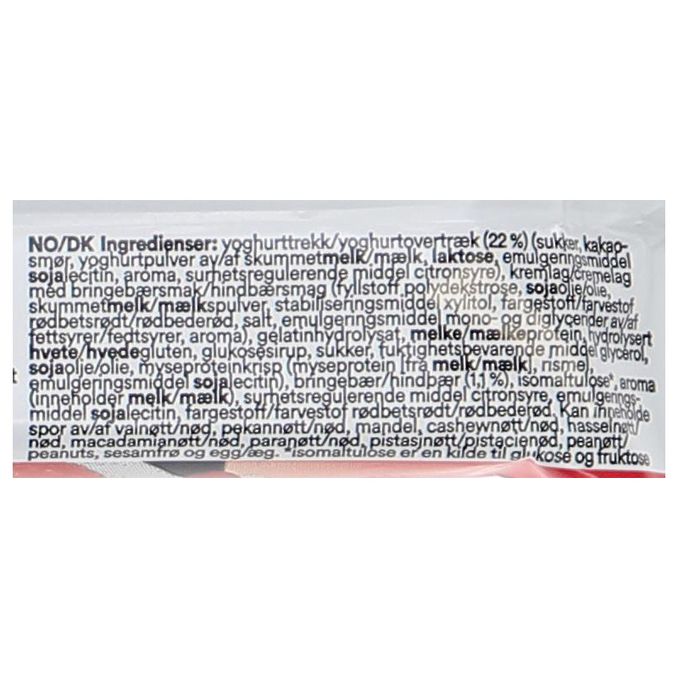 NO/DK Ingredienser: yoghurttrekk/yoghurtovertræk (22 %) (sukker, kakao-
smør, yoghurtpulver av/af skummetmelk/mælk, laktose, emulgeringsmiddel
sojalecitin, aroma, surhetsregulerende middel citronsyre), kremlag/cremelag
med bringebærsmak/hindbærsmag (fyllstoff polydekstrose, sojaolje/olie,
skummetmelk/mælkspulver, stabiliseringsmiddel xylitol, fargestoff/farvestof
rødbetsrødt/rødbederød, salt, emulgeringsmiddel mono- og diglycerider av/af
fettsyrer/fedtsyrer, aroma), gelatinhydrolysat, melke/mælkeprotein, hydrolysert
hvete/hvedegluten, glukosesirup, sukker, fuktighetsbevarende middel glycerol,
sojaolje/olie, myseproteinkrisp (myseprotein [fra melk/mælk], rismel,
emulgeringsmiddel sojalecitin), bringebær/hindbær (1,1 %), isomaltulose*, aroma
(inneholder melk/mælk), surhetsregulerende middel citronsyre, emulgerings-
middel sojalecitin, fargestoff/farvestof rødbetsrødt/rødbederød. Kan inneholde
spor av/af valnøtt/nød, pekannøtt/nød, mandel, cashewnøtt/nød, hasselnøtt/
nød, macadamianøtt/nød, paranøtt/nød, pistasjnøtt/pistacienød, peanøtt/
peanuts, sesamfrø og egg/æg. *isomaltulose er en kilde til glukose og fruktose